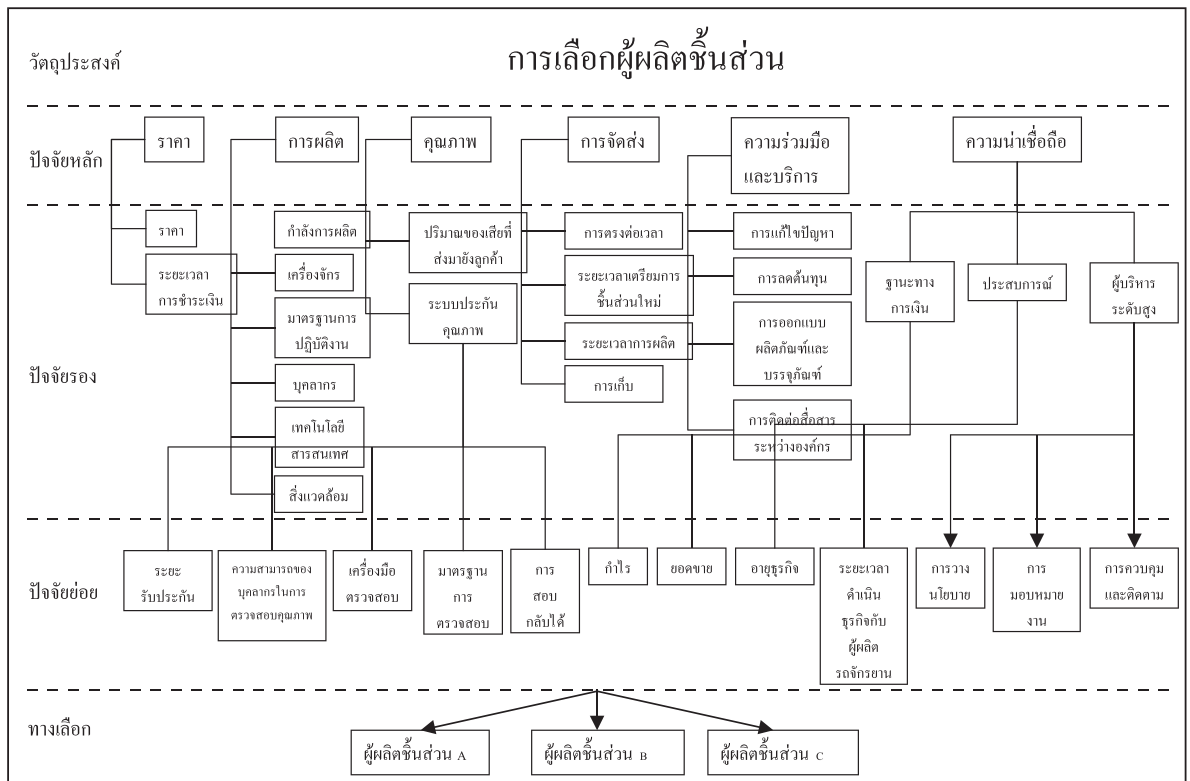 วัตถุประสงค์
การเลือกผู้ผลิตชิ้นส่วน
ปัจจัยหลัก
ราคา
การผลิต
คุณภาพ
การจัดส่ง
ความร่วมมือ
และบริการ
ความน่าเชื่อถือ
ปัจจัยรอง
ราคา
ระยะเวลา
การชำระเงิน
กำลังการผลิต
เครื่องจักร
มาตรฐานการ
ปฏิบัติงาน
บุคลากร
เทคโนโลยี
สารสนเทศ
สิ่งแวดล้อม
ปริมาณของเสียที่
ส่งมายังลูกค้า
ระบบประกัน
คุณภาพ
การตรงต่อเวลา
ระยะเวลาเตรียมการ
ชิ้นส่วนใหม่
ระยะเวลาการผลิต
การเก็บ
การแก้ไขปัญหา
การลดต้นทุน
การออกแบบ
ผลิตภัณฑ์และ
บรรจุภัณฑ์
การติดต่อสื่อสาร
ระหว่างองค์กร
ฐานะทาง
การเงิน
ประสบการณ์
ผู้บริหาร
ระดับสูง
ปัจจัยย่อย
ระยะ
รับประกัน
ความสามารถของ
บุคลากรในการ
ตรวจสอบคุณภาพ
เครื่องมือ
ตรวจสอบ
มาตรฐาน
การ
ตรวจสอบ
การ
สอบ
กลับได้
กำไร
ยอดขาย
อายุธุรกิจ
ระยะเวลา
ดำเนิน
ธุรกิจกับ
ผู้ผลิต
รถจักรยาน
การวาง
นโยบาย
การ
มอบหมาย
งาน
การควบคุม
และติดตาม
ทางเลือก
ผู้ผลิตชิ้นส่วน A
ผู้ผลิตชิ้นส่วน B
ผู้ผลิตชิ้นส่วน C